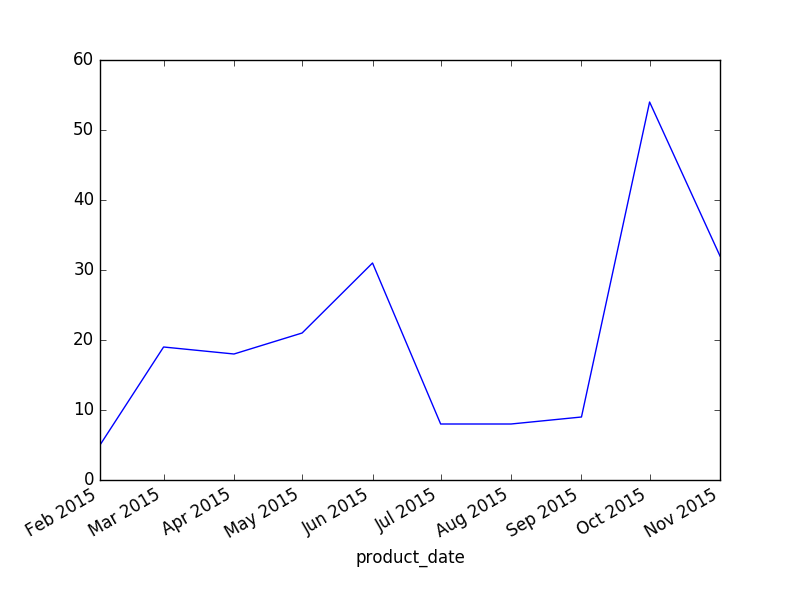 60
50
40
30
20
10
0
Feb 2015
Mar 2015
Apr 2015
May 2015
Jun 2015
Jul 2015
Aug 2015
Sep 2015
Oct 2015
Nov 2015
product_date